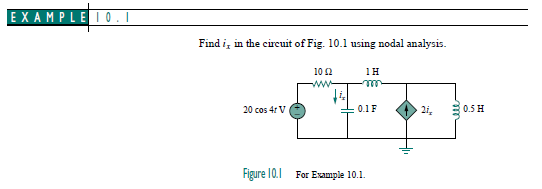 EXAMPLE 10.1
Find iₓ in the circuit of Fig. 10.1 using nodal analysis.
10 Ω 1 H
iₓ
20 cos 4t V + − 0.1 F 2iₓ 0.5 H
Figure 10.1 For Example 10.1.